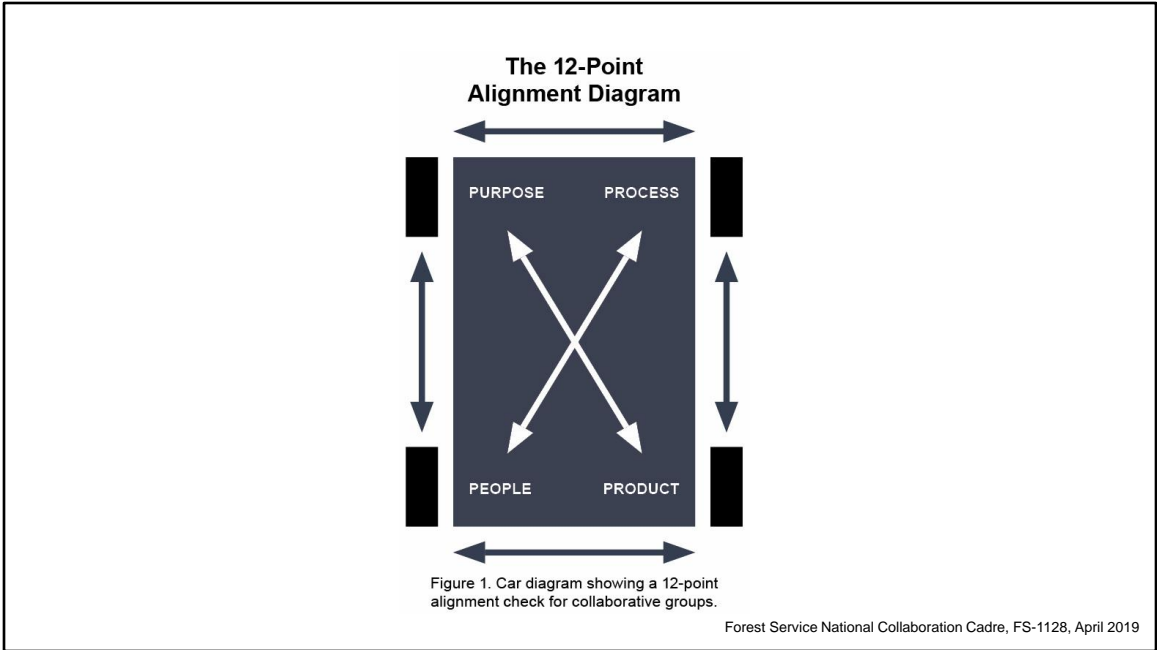 The 12-Point
Alignment Diagram
PURPOSE PROCESS
PEOPLE PRODUCT
Figure 1. Car diagram showing a 12-point
alignment check for collaborative groups.
Forest Service National Collaboration Cadre, FS-1128, April 2019